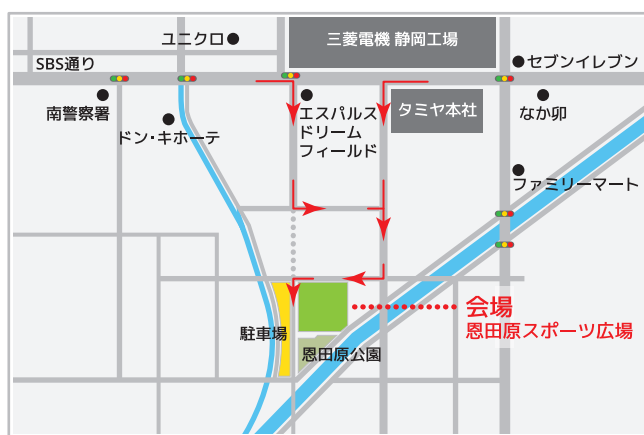 ユニクロ
三菱電機 静岡工場
SBS通り
セブンイレブン
南警察署
ドン・キホーテ
エスパルス
ドリーム
フィールド
タミヤ本社
なか卯
ファミリーマート
会場
恩田原スポーツ広場
駐車場
恩田原公園